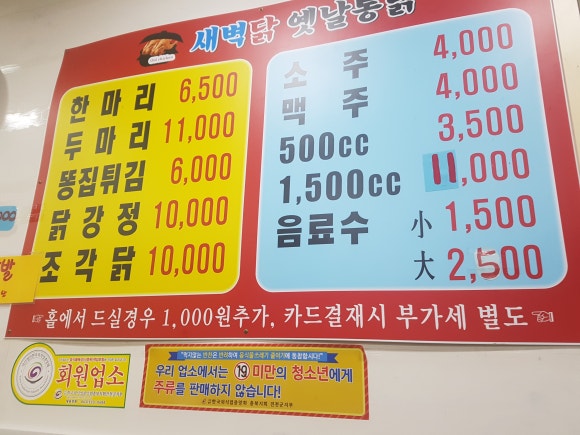 새벽닭 옛날통닭
한마리 6,500
두마리 11,000
똥집튀김 6,000
닭강정 10,000
조각닭 10,000
소주 4,000
맥주 4,000
500cc 3,500
1,500cc 11,000
음료수 小 1,500
大 2,500
홀에서 드실경우 1,000원추가, 카드결재시 부가세 별도
회원업소
우리 업소에서는 19 미만의 청소년에게
주류를 판매하지 않습니다!